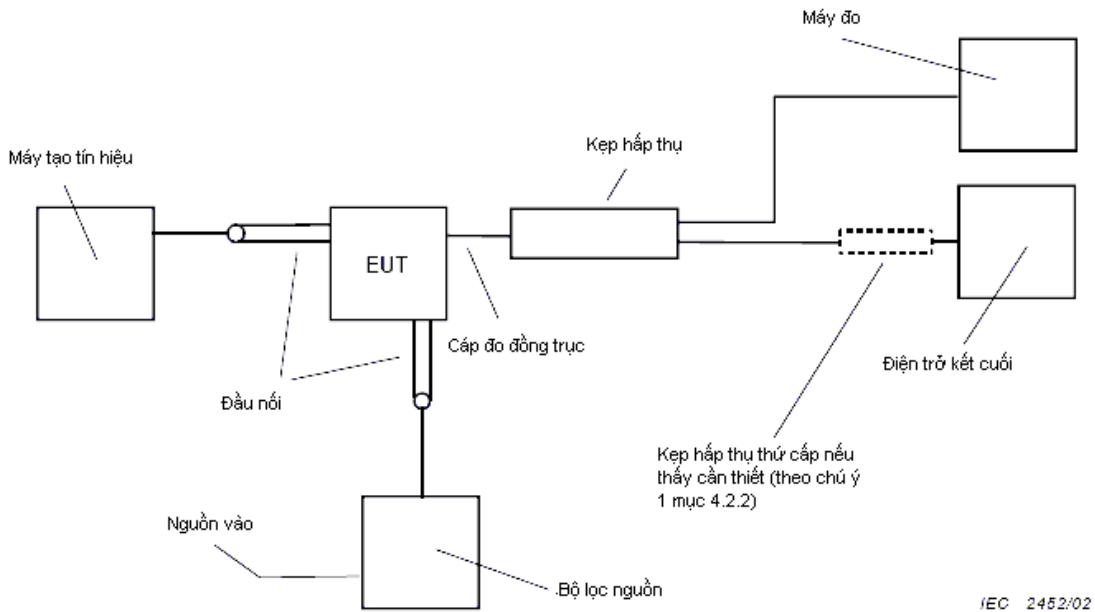 Máy đo
Kẹp hấp thụ
Máy tạo tín hiệu
EUT
Cáp đo đồng trục
Điện trở kết cuối
Đầu nối
Kẹp hấp thụ thứ cấp nếu
thấy cần thiết (theo chú ý
1 mục 4.2.2)
Nguồn vào
.Bộ lọc nguồn
IEC 2452/02